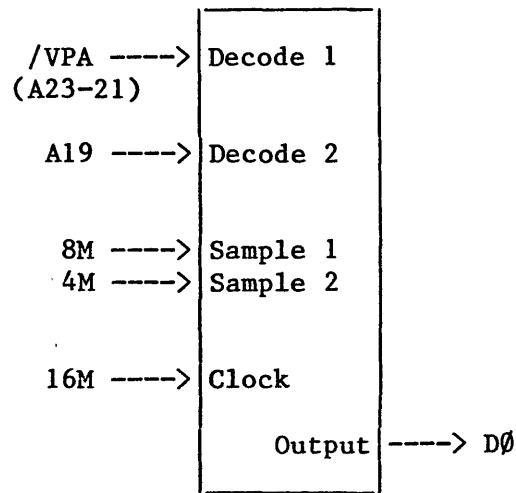 /VPA ----> Decode 1
(A23-21)
A19 ----> Decode 2
8M ----> Sample 1
4M ----> Sample 2
16M ----> Clock
Output ----> DØ